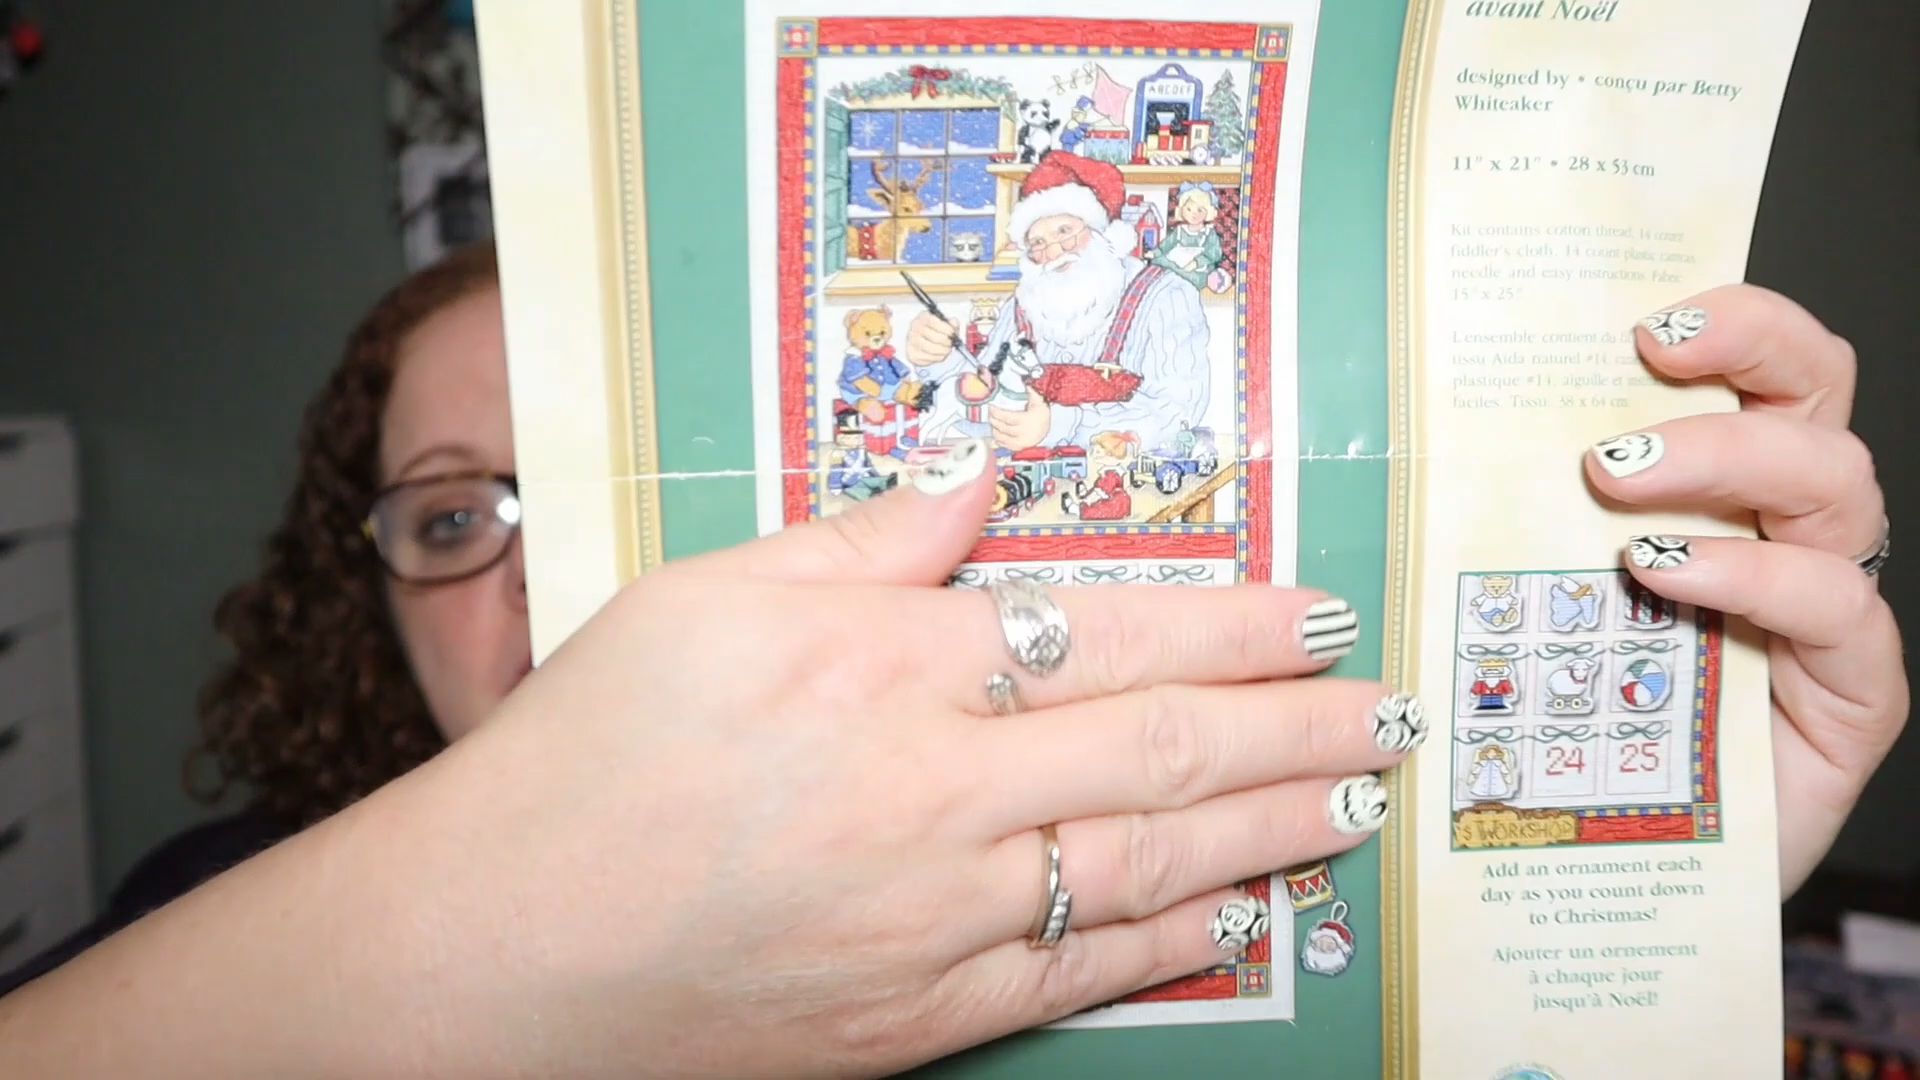 avant Noël
designed by • conçu par Betty
Whiteaker
11" x 21" • 28 x 53 cm
Kit contains cotton thread, 14 count
fiddler's cloth, 14 count plastic canvas
needle and easy instructions. Fabric
15" x 25"
L'ensemble contient du
tissu Aida naturel #14,
plastique #14, aiguille et
faciles. Tissu: 38 x 64 cm
ABCDEF
24 25
'S WORKSHOP
Add an ornament each
day as you count down
to Christmas!
Ajouter un ornement
à chaque jour
jusqu'à Noël!